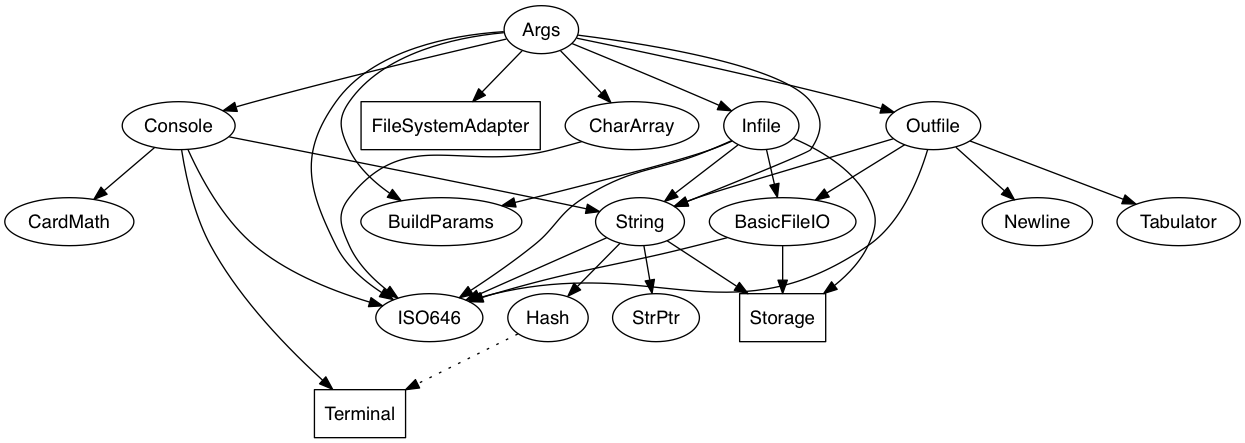 Args
Console
FileSystemAdapter
CharArray
Infile
Outfile
CardMath
BuildParams
String
BasicFileIO
Newline
Tabulator
ISO646
Hash
StrPtr
Storage
Terminal